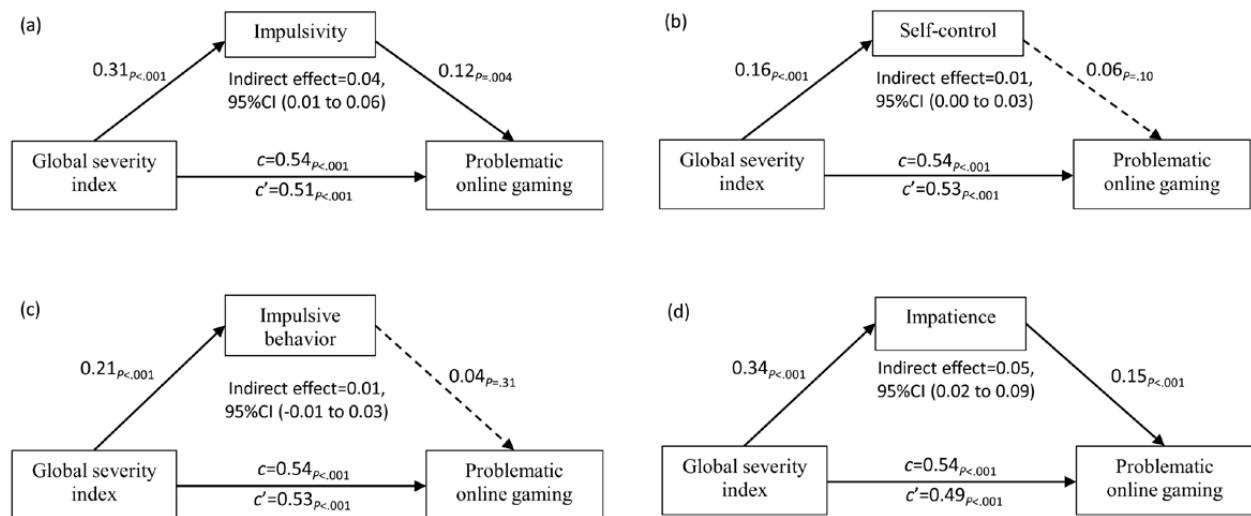 (a)
Impulsivity
0.31P<.001
Indirect effect=0.04,
95%CI (0.01 to 0.06)
0.12P=.004
Global severity
index
c=0.54P<.001
c’=0.51P<.001
Problematic
online gaming
(b)
Self-control
0.16P<.001
Indirect effect=0.01,
95%CI (0.00 to 0.03)
0.06P=.10
Global severity
index
c=0.54P<.001
c’=0.53P<.001
Problematic
online gaming
(c)
Impulsive
behavior
0.21P<.001
Indirect effect=0.01,
95%CI (-0.01 to 0.03)
0.04P=.31
Global severity
index
c=0.54P<.001
c’=0.53P<.001
Problematic
online gaming
(d)
Impatience
0.34P<.001
Indirect effect=0.05,
95%CI (0.02 to 0.09)
0.15P<.001
Global severity
index
c=0.54P<.001
c’=0.49P<.001
Problematic
online gaming